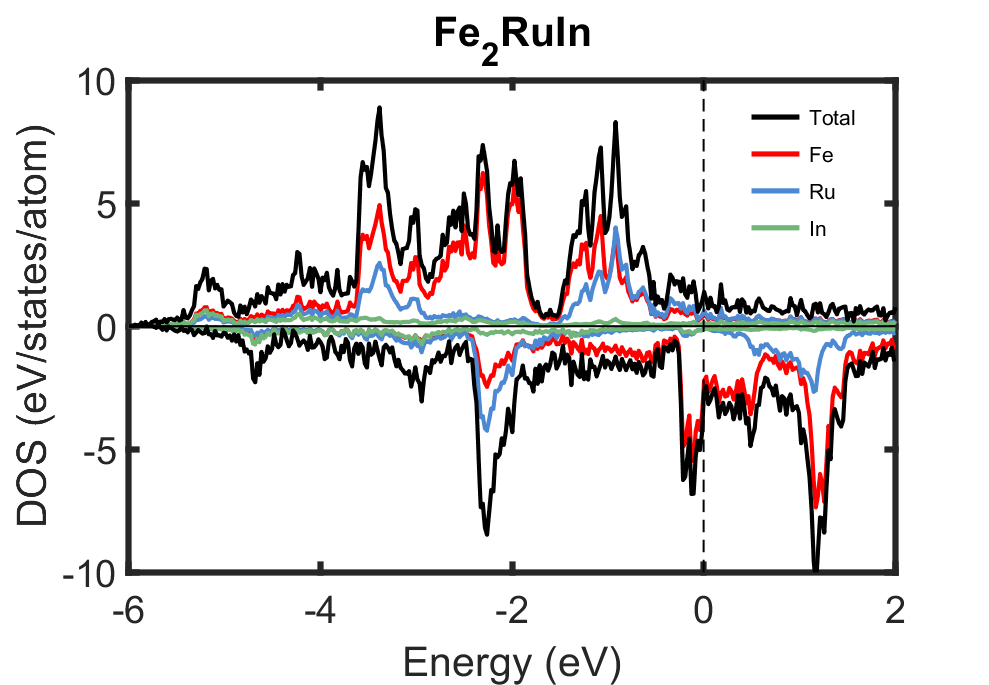 Fe₂RuIn
10
5
0
-5
-10
DOS (eV/states/atom)
Total
Fe
Ru
In
-6
-4
-2
0
2
Energy (eV)